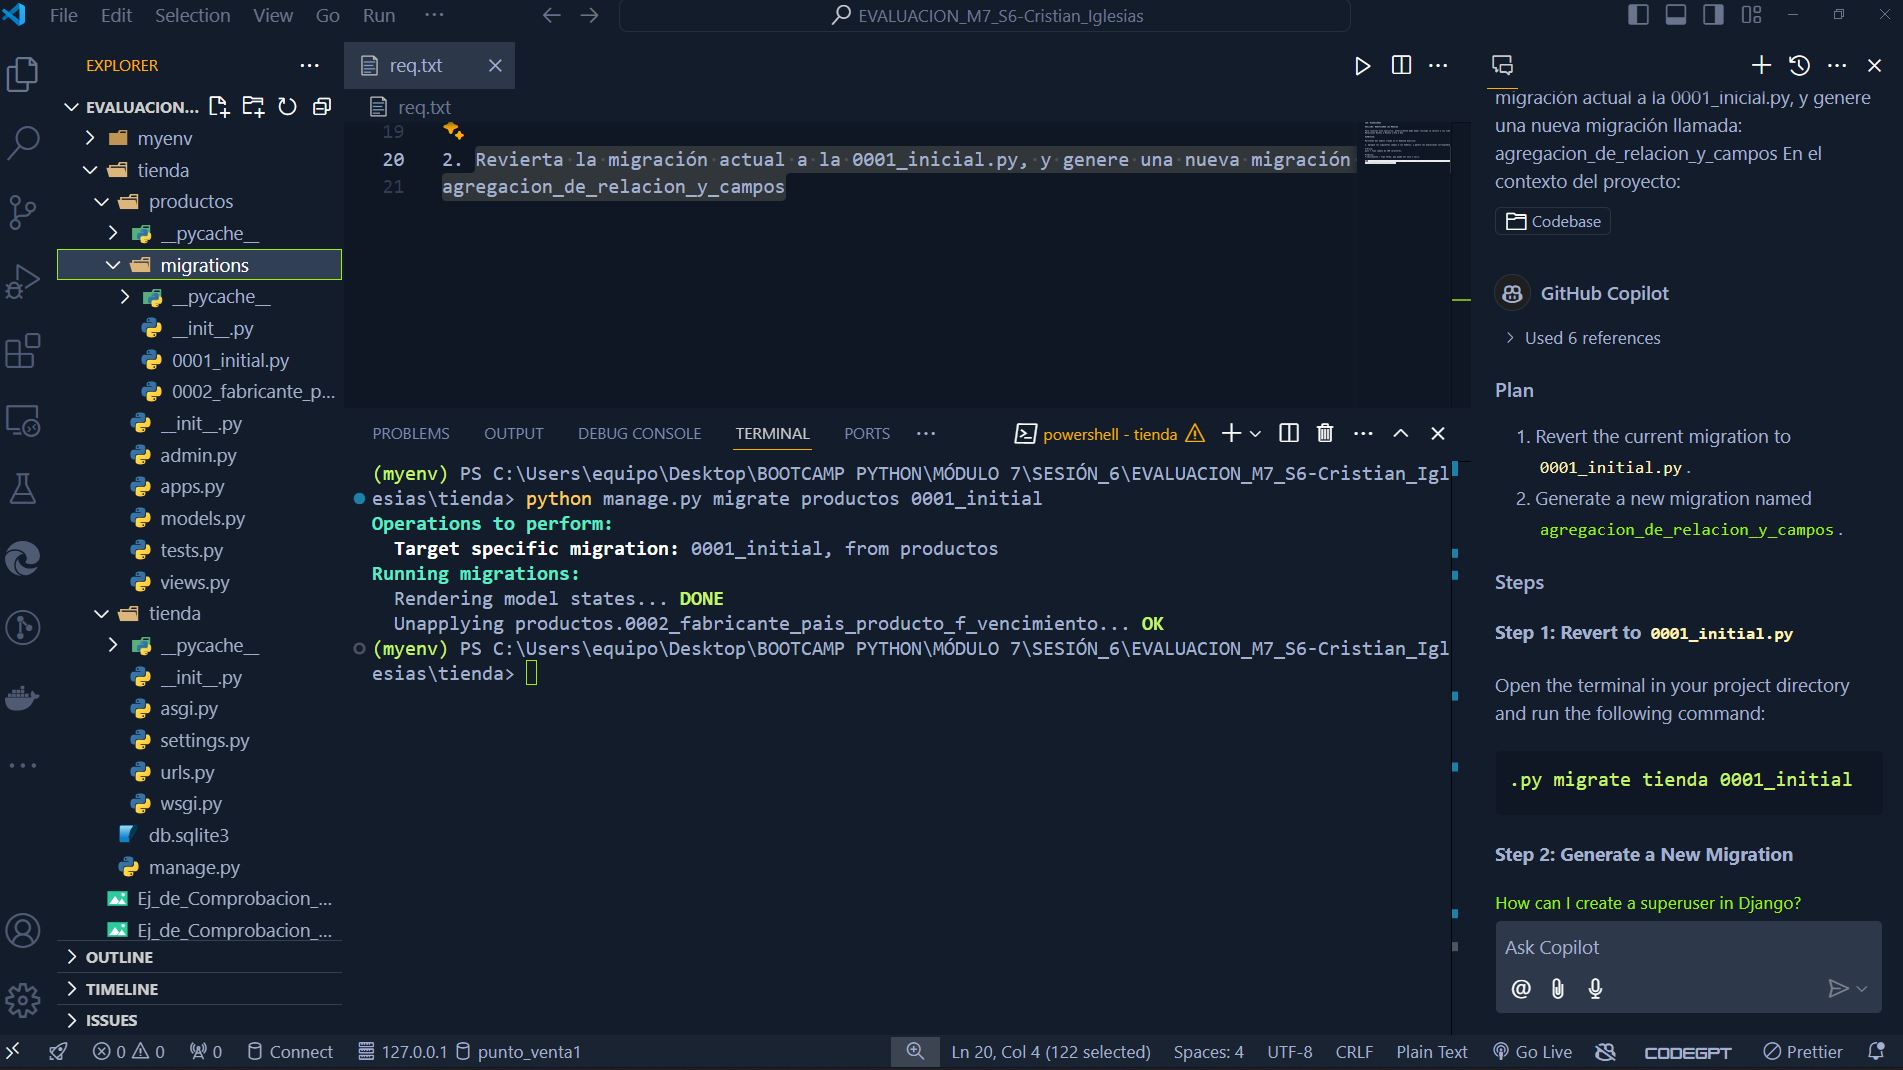 File Edit Selection View Go Run ···
EVALUACION_M7_S6-Cristian_Iglesias
EXPLORER
EVALUACION...
myenv
tienda
productos
__pycache__
migrations
__pycache__
__init__.py
0001_initial.py
0002_fabricante_p...
__init__.py
admin.py
apps.py
models.py
tests.py
views.py
tienda
__pycache__
__init__.py
asgi.py
settings.py
urls.py
wsgi.py
db.sqlite3
manage.py
Ej_de_Comprobacion_...
Ej_de_Comprobacion_...
OUTLINE
TIMELINE
ISSUES
req.txt
req.txt
19
20 2. Revierta la migración actual a la 0001_inicial.py, y genere una nueva migración
21 agregacion_de_relacion_y_campos
PROBLEMS OUTPUT DEBUG CONSOLE TERMINAL PORTS ···
powershell - tienda
(myenv) PS C:\Users\equipo\Desktop\BOOTCAMP PYTHON\MÓDULO 7\SESIÓN_6\EVALUACION_M7_S6-Cristian_Igl
esias\tienda> python manage.py migrate productos 0001_initial
Operations to perform:
Target specific migration: 0001_initial, from productos
Running migrations:
Rendering model states... DONE
Unapplying productos.0002_fabricante_pais_producto_f_vencimiento... OK
(myenv) PS C:\Users\equipo\Desktop\BOOTCAMP PYTHON\MÓDULO 7\SESIÓN_6\EVALUACION_M7_S6-Cristian_Igl
esias\tienda>
migración actual a la 0001_inicial.py, y genere
una nueva migración llamada:
agregacion_de_relacion_y_campos En el
contexto del proyecto:
Codebase
GitHub Copilot
Used 6 references
Plan
1. Revert the current migration to
0001_initial.py.
2. Generate a new migration named
agregacion_de_relacion_y_campos.
Steps
Step 1: Revert to 0001_initial.py
Open the terminal in your project directory
and run the following command:
.py migrate tienda 0001_initial
Step 2: Generate a New Migration
How can I create a superuser in Django?
Ask Copilot
@
0 0 0 Connect 127.0.0.1 punto_venta1 Ln 20, Col 4 (122 selected) Spaces: 4 UTF-8 CRLF Plain Text Go Live CODEGPT Prettier